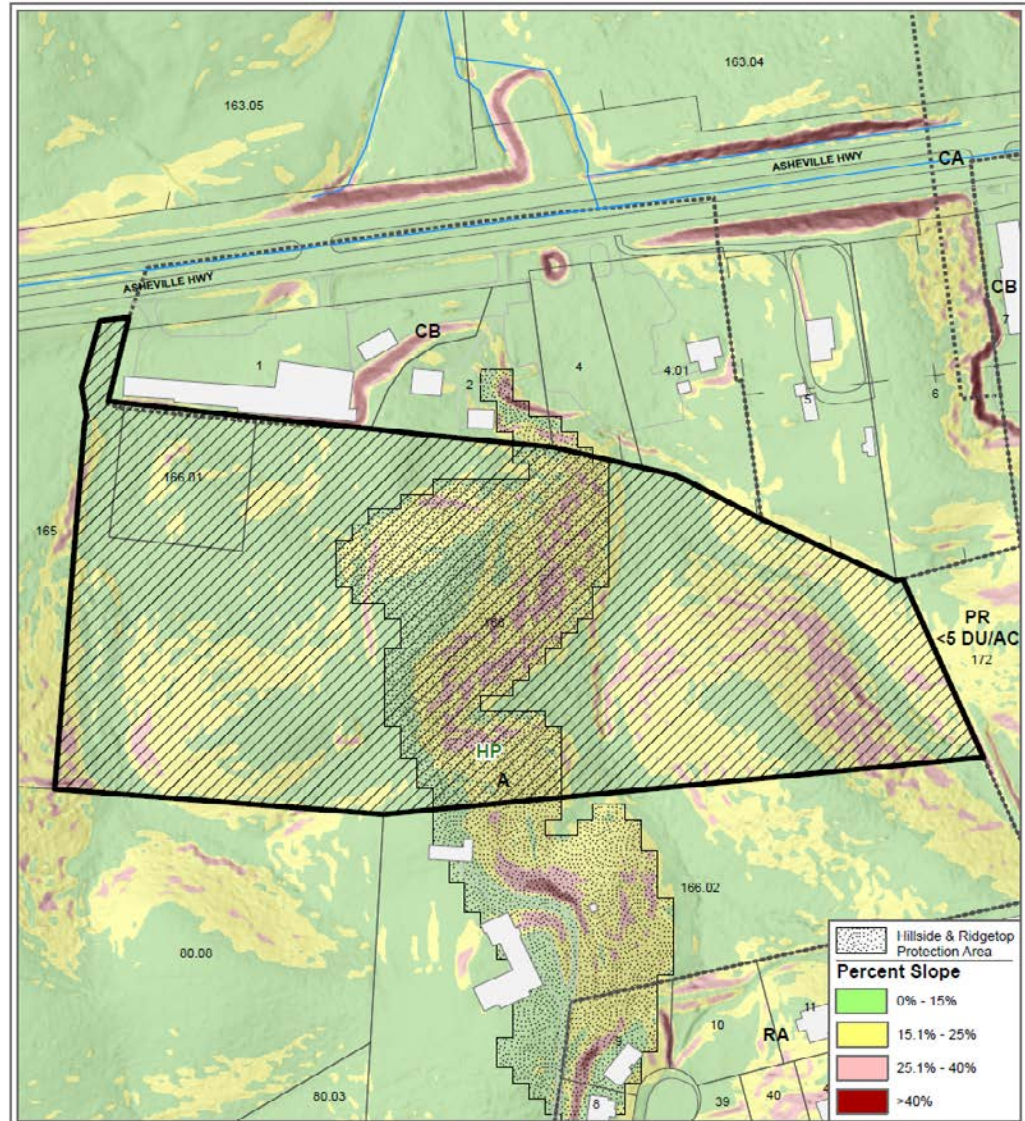 163.05
163.04
ASHEVILLE HWY
CA
ASHEVILLE HWY
CB
CB
7
1
2
4
4.01
5
6
166.01
165
166
PR
<5 DU/AC
172
HP
A
166.02
80.08
10
11
RA
8
39
40
80.03
Hillside & Ridgetop
Protection Area
Percent Slope
0% - 15%
15.1% - 25%
25.1% - 40%
>40%